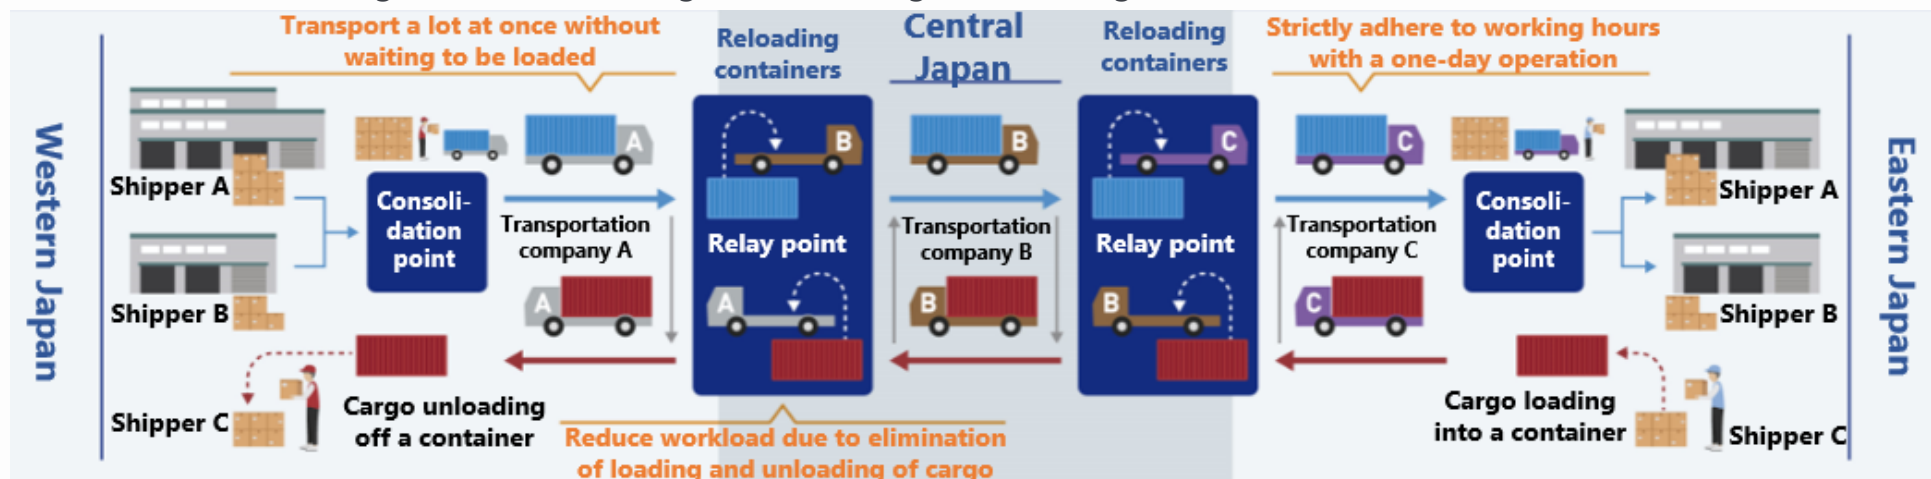 Transport a lot at once without
waiting to be loaded
Reloading
containers
Central
Japan
Reloading
containers
Strictly adhere to working hours
with a one-day operation
Western Japan
Shipper A
Shipper B
Shipper C
Consoli-
dation
point
A
Transportation
company A
A
Cargo unloading
off a container
B
Relay point
A
Reduce workload due to elimination
of loading and unloading of cargo
B
Transportation
company B
B
C
Relay point
B
C
Transportation
company C
C
Consoli-
dation
point
Cargo loading
into a container
Shipper A
Shipper B
Shipper C
Eastern Japan